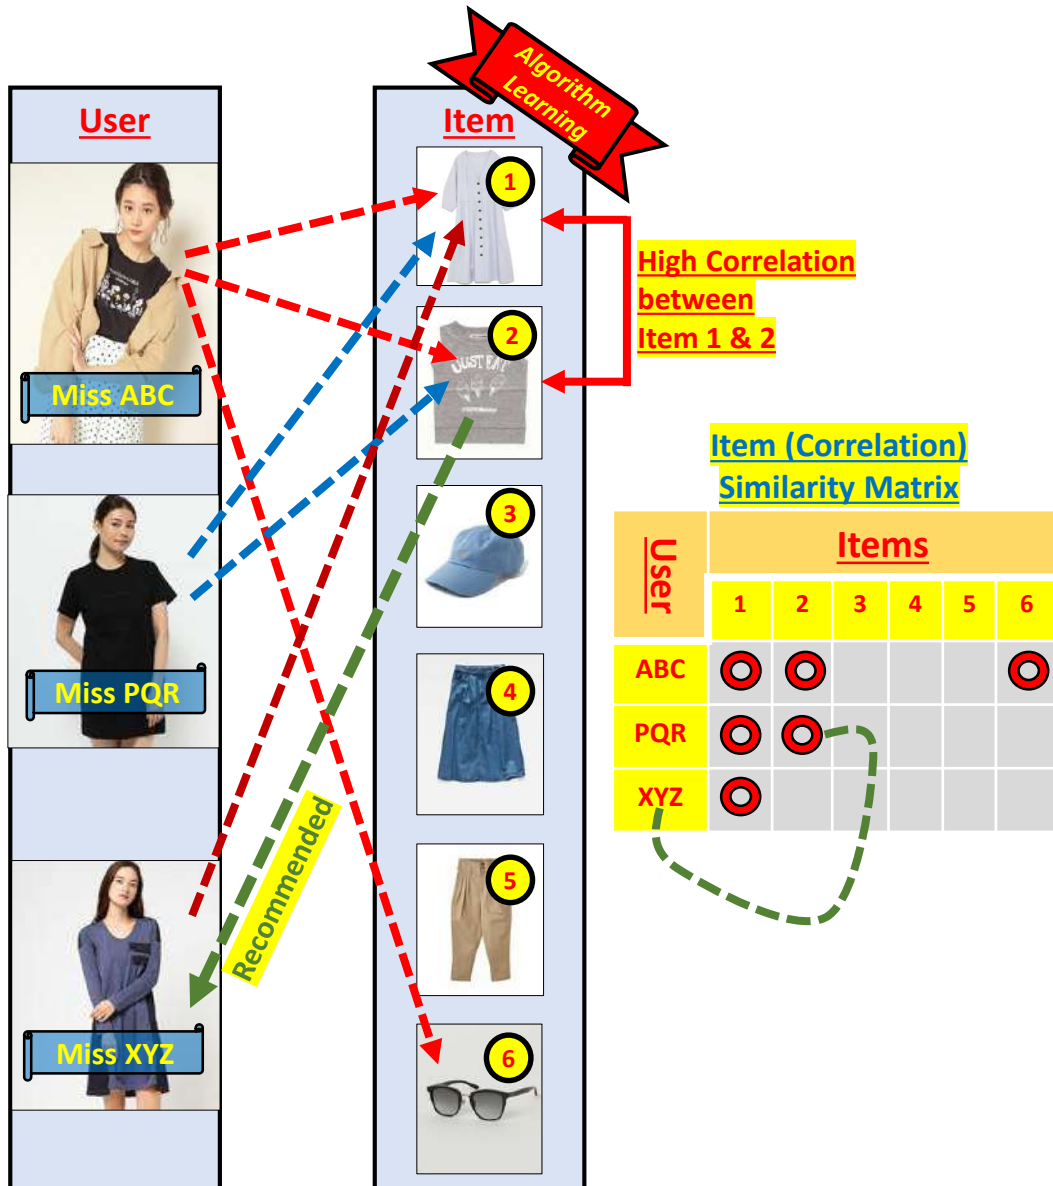 Algorithm
Learning
User
Item
1
High Correlation
between
Item 1 & 2
2
JUST EAT
Miss ABC
Item (Correlation)
Similarity Matrix
3
User
Items
1 2 3 4 5 6
ABC
PQR
XYZ
Miss PQR
4
Recommended
5
Miss XYZ
6